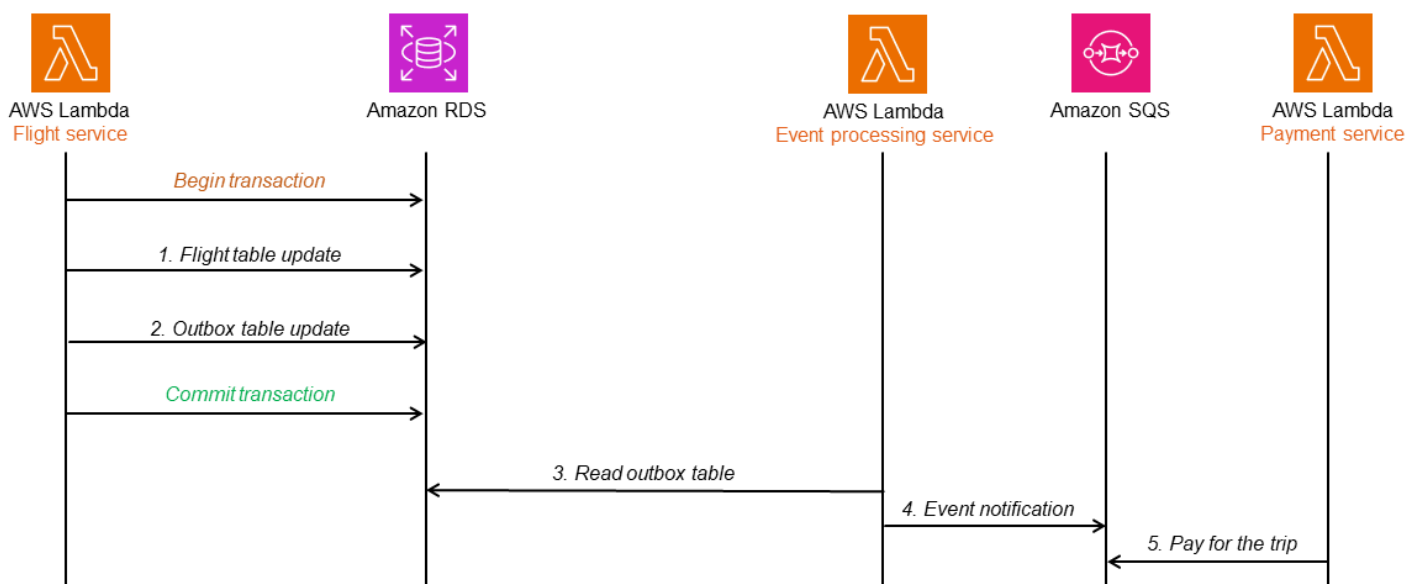 AWS Lambda
Flight service
Amazon RDS
AWS Lambda
Event processing service
Amazon SQS
AWS Lambda
Payment service
Begin transaction
1. Flight table update
2. Outbox table update
Commit transaction
3. Read outbox table
4. Event notification
5. Pay for the trip